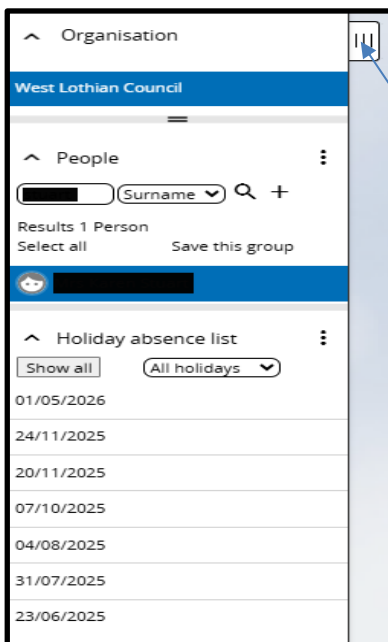 Organisation
West Lothian Council
People
Surname
Results 1 Person
Select all Save this group
Holiday absence list
Show all All holidays
01/05/2026
24/11/2025
20/11/2025
07/10/2025
04/08/2025
31/07/2025
23/06/2025